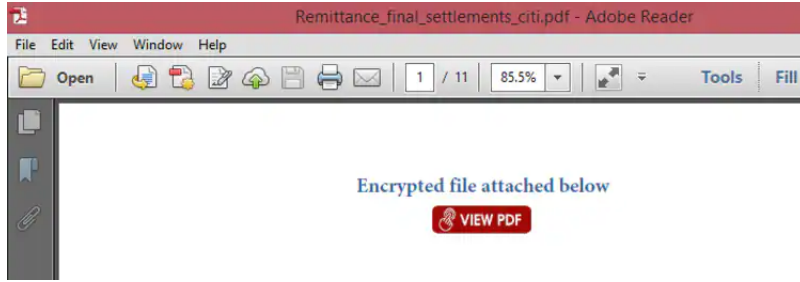 Remittance_final_settlements_citi.pdf - Adobe Reader
File Edit View Window Help
Open 1 / 11 85.5% Tools Fill
Encrypted file attached below
VIEW PDF